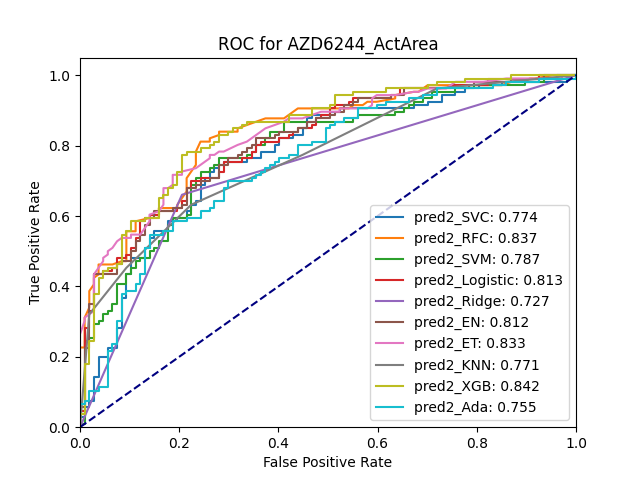 ROC for AZD6244_ActArea
True Positive Rate
1.0
0.8
0.6
0.4
0.2
0.0
0.0 0.2 0.4 0.6 0.8 1.0
False Positive Rate
pred2_SVC: 0.774
pred2_RFC: 0.837
pred2_SVM: 0.787
pred2_Logistic: 0.813
pred2_Ridge: 0.727
pred2_EN: 0.812
pred2_ET: 0.833
pred2_KNN: 0.771
pred2_XGB: 0.842
pred2_Ada: 0.755